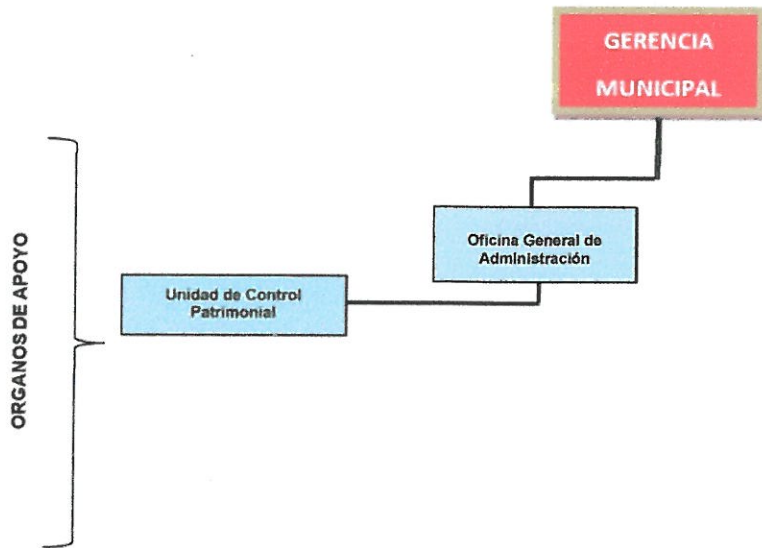 GERENCIA
MUNICIPAL
Oficina General de
Administración
Unidad de Control
Patrimonial
ORGANOS DE APOYO